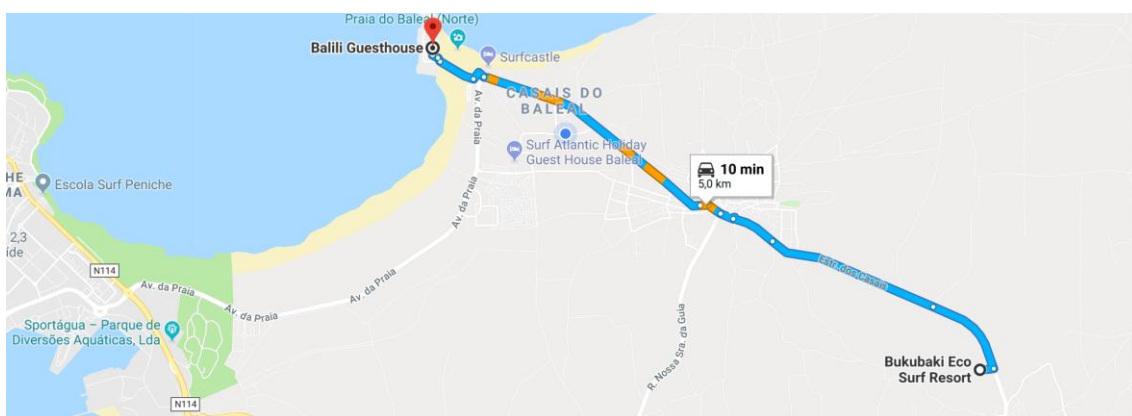 Praia do Baleal (Norte)
Balili Guesthouse
Surfcastle
CASAIS DO
BALEAL
Av. da Praia
Surf Atlantic Holiday
Guest House Baleal
10 min
5,0 km
HE
MA
Escola Surf Peniche
2,3
ide
N114
Av. da Praia
Av. da Praia
Av. da Praia
Av. da Praia
Estr. dos Casais
R. Nossa Sra. da Guia
Sportágua – Parque de
Diversões Aquáticas, Lda
Bukubaki Eco
Surf Resort
N114